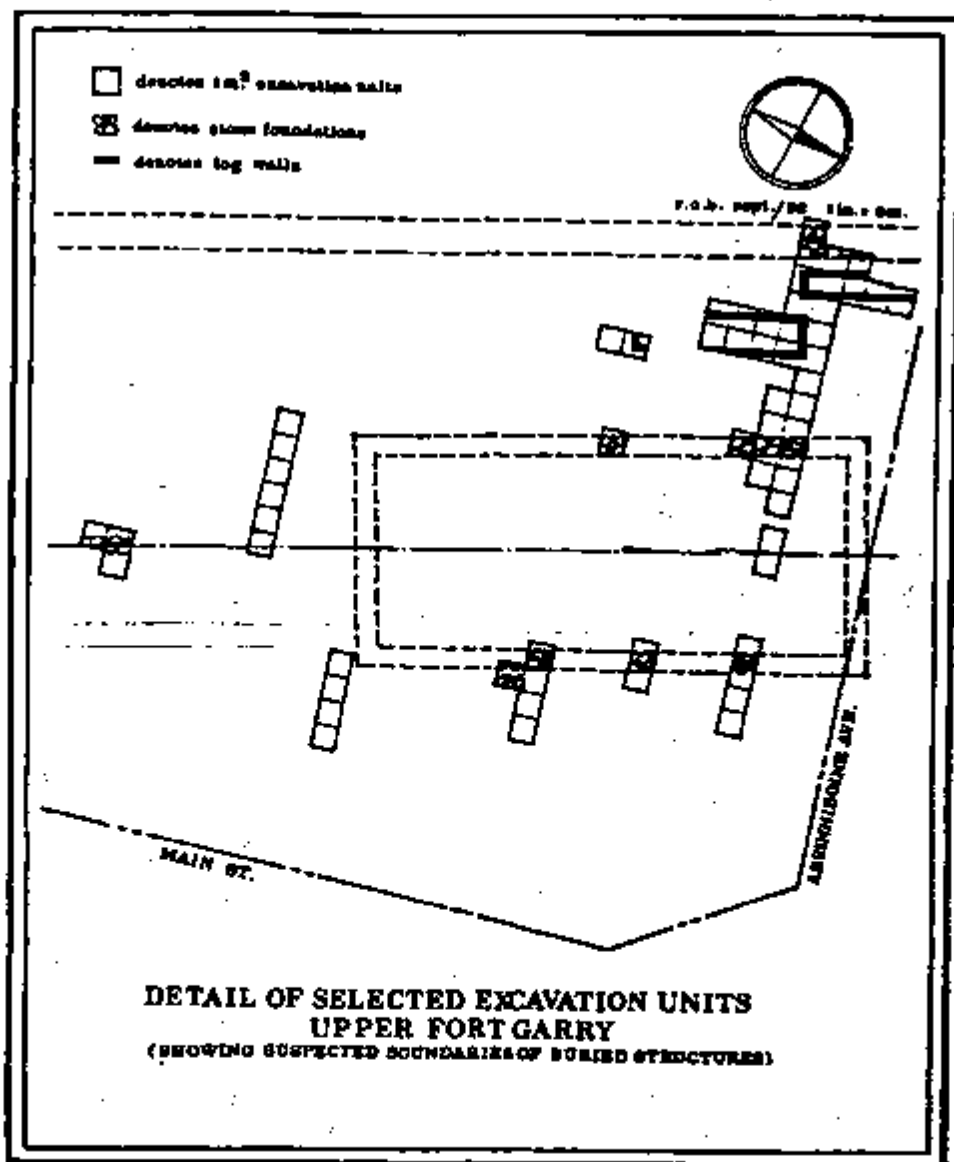 denotes 1m² excavation units
denotes stone foundations
denotes log walls
MAIN ST.
ASSINIBOINE AVE.
DETAIL OF SELECTED EXCAVATION UNITS
UPPER FORT GARRY
(SHOWING SUSPECTED BOUNDARIES OF BURIED STRUCTURES)